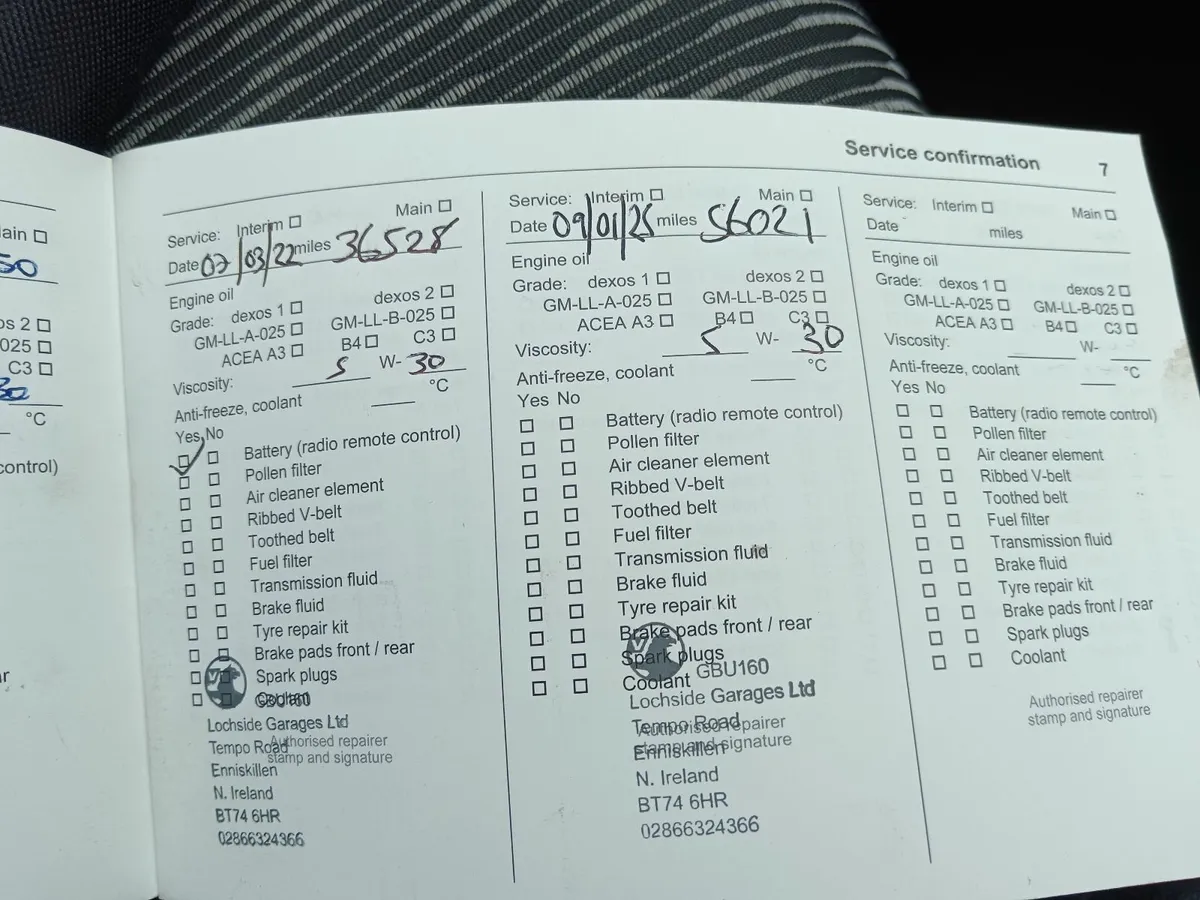 Service confirmation 7
ain
50
os 2
025
C3
30
°C
control)
Service: Interim Main
Date 07/03/22 miles 36528
Engine oil
Grade: dexos 1 dexos 2
GM-LL-A-025 GM-LL-B-025
ACEA A3 B4 C3
Viscosity: 5 W- 30
Anti-freeze, coolant °C
Yes No
Battery (radio remote control)
Pollen filter
Air cleaner element
Ribbed V-belt
Toothed belt
Fuel filter
Transmission fluid
Brake fluid
Tyre repair kit
Brake pads front / rear
Spark plugs
Coolant
GBU160
Lochside Garages Ltd
Tempo Road
Authorised repairer
stamp and signature
Enniskillen
N. Ireland
BT74 6HR
02866324366
Service: Interim Main
Date 09/01/25 miles 56021
Engine oil
Grade: dexos 1 dexos 2
GM-LL-A-025 GM-LL-B-025
ACEA A3 B4 C3
Viscosity: 5 W- 30
Anti-freeze, coolant °C
Yes No
Battery (radio remote control)
Pollen filter
Air cleaner element
Ribbed V-belt
Toothed belt
Fuel filter
Transmission fluid
Brake fluid
Tyre repair kit
Brake pads front / rear
Spark plugs
Coolant
GBU160
Lochside Garages Ltd
Tempo Road
Authorised repairer
stamp and signature
Enniskillen
N. Ireland
BT74 6HR
02866324366
Service: Interim Main
Date miles
Engine oil
Grade: dexos 1 dexos 2
GM-LL-A-025 GM-LL-B-025
ACEA A3 B4 C3
Viscosity: W-
Anti-freeze, coolant °C
Yes No
Battery (radio remote control)
Pollen filter
Air cleaner element
Ribbed V-belt
Toothed belt
Fuel filter
Transmission fluid
Brake fluid
Tyre repair kit
Brake pads front / rear
Spark plugs
Coolant
Authorised repairer
stamp and signature